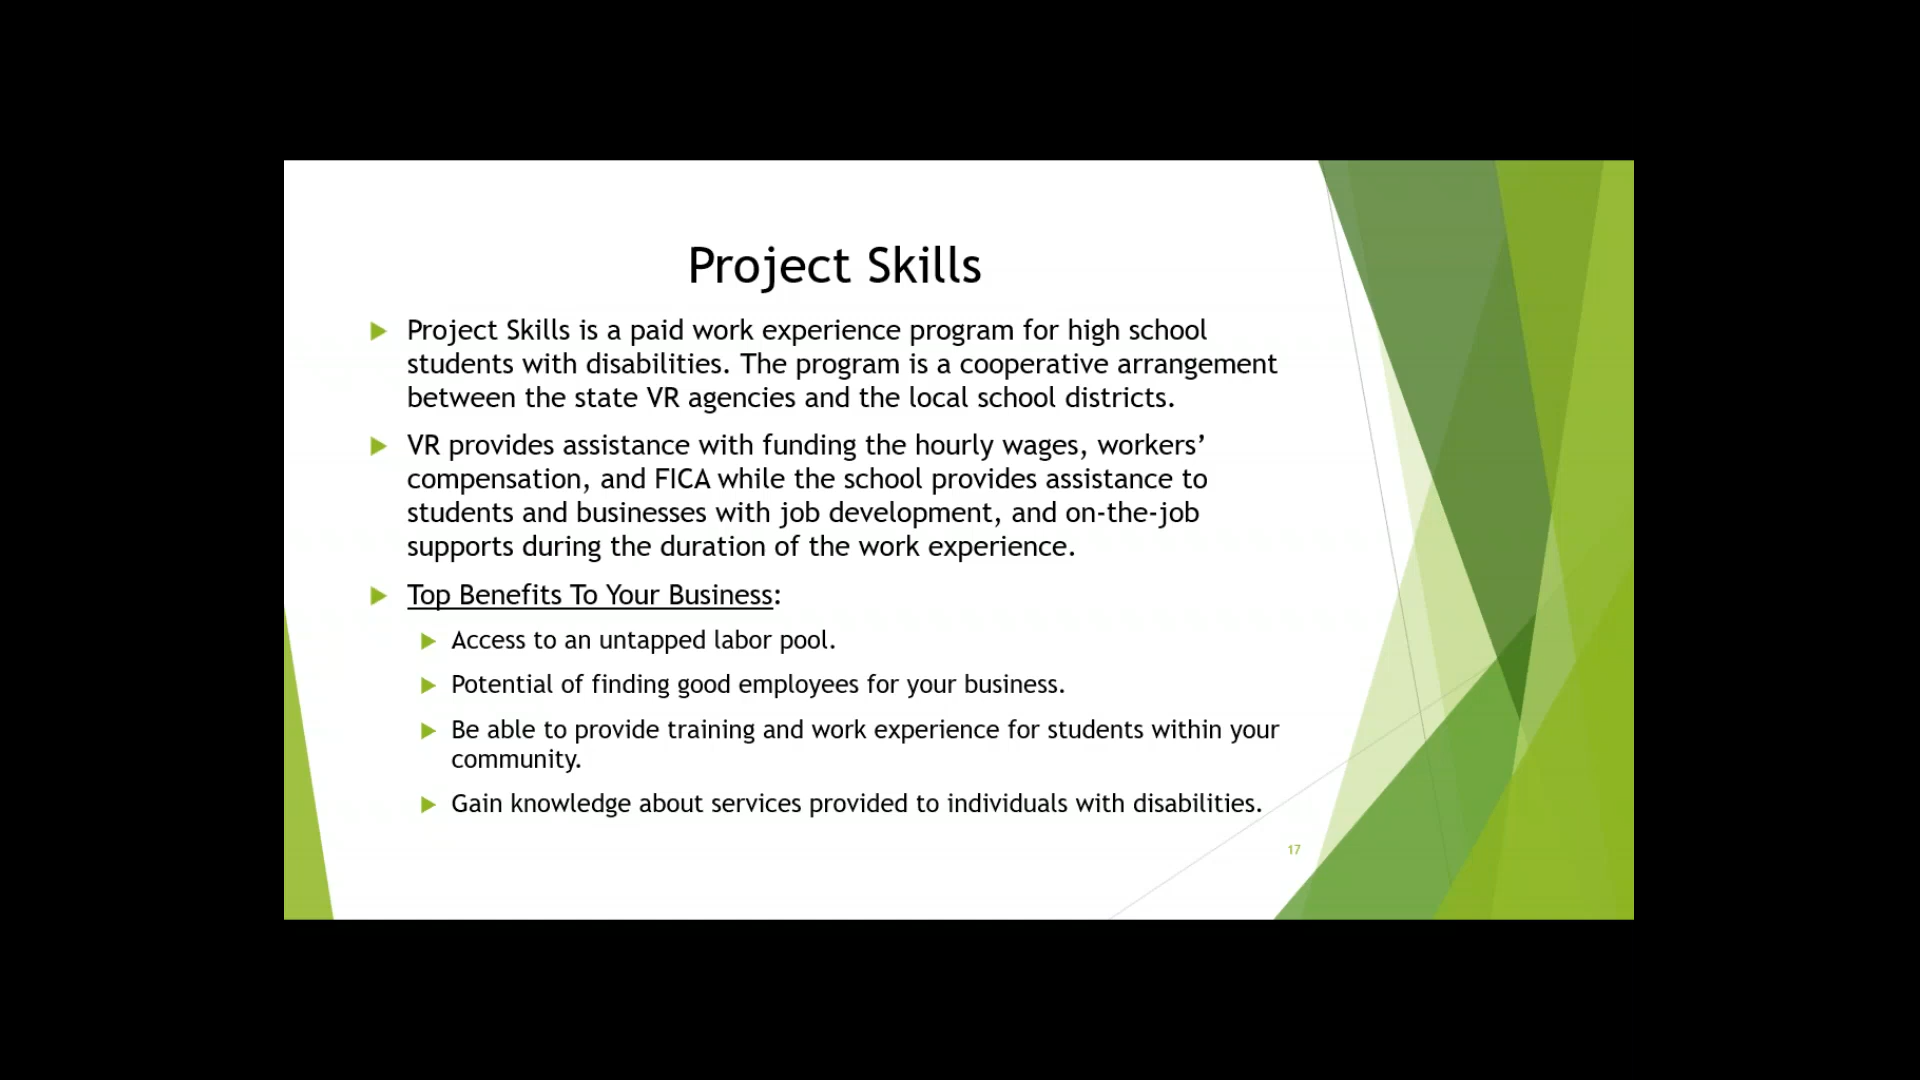 Project Skills
Project Skills is a paid work experience program for high school
students with disabilities. The program is a cooperative arrangement
between the state VR agencies and the local school districts.
VR provides assistance with funding the hourly wages, workers’
compensation, and FICA while the school provides assistance to
students and businesses with job development, and on-the-job
supports during the duration of the work experience.
Top Benefits To Your Business:
Access to an untapped labor pool.
Potential of finding good employees for your business.
Be able to provide training and work experience for students within your
community.
Gain knowledge about services provided to individuals with disabilities.
17